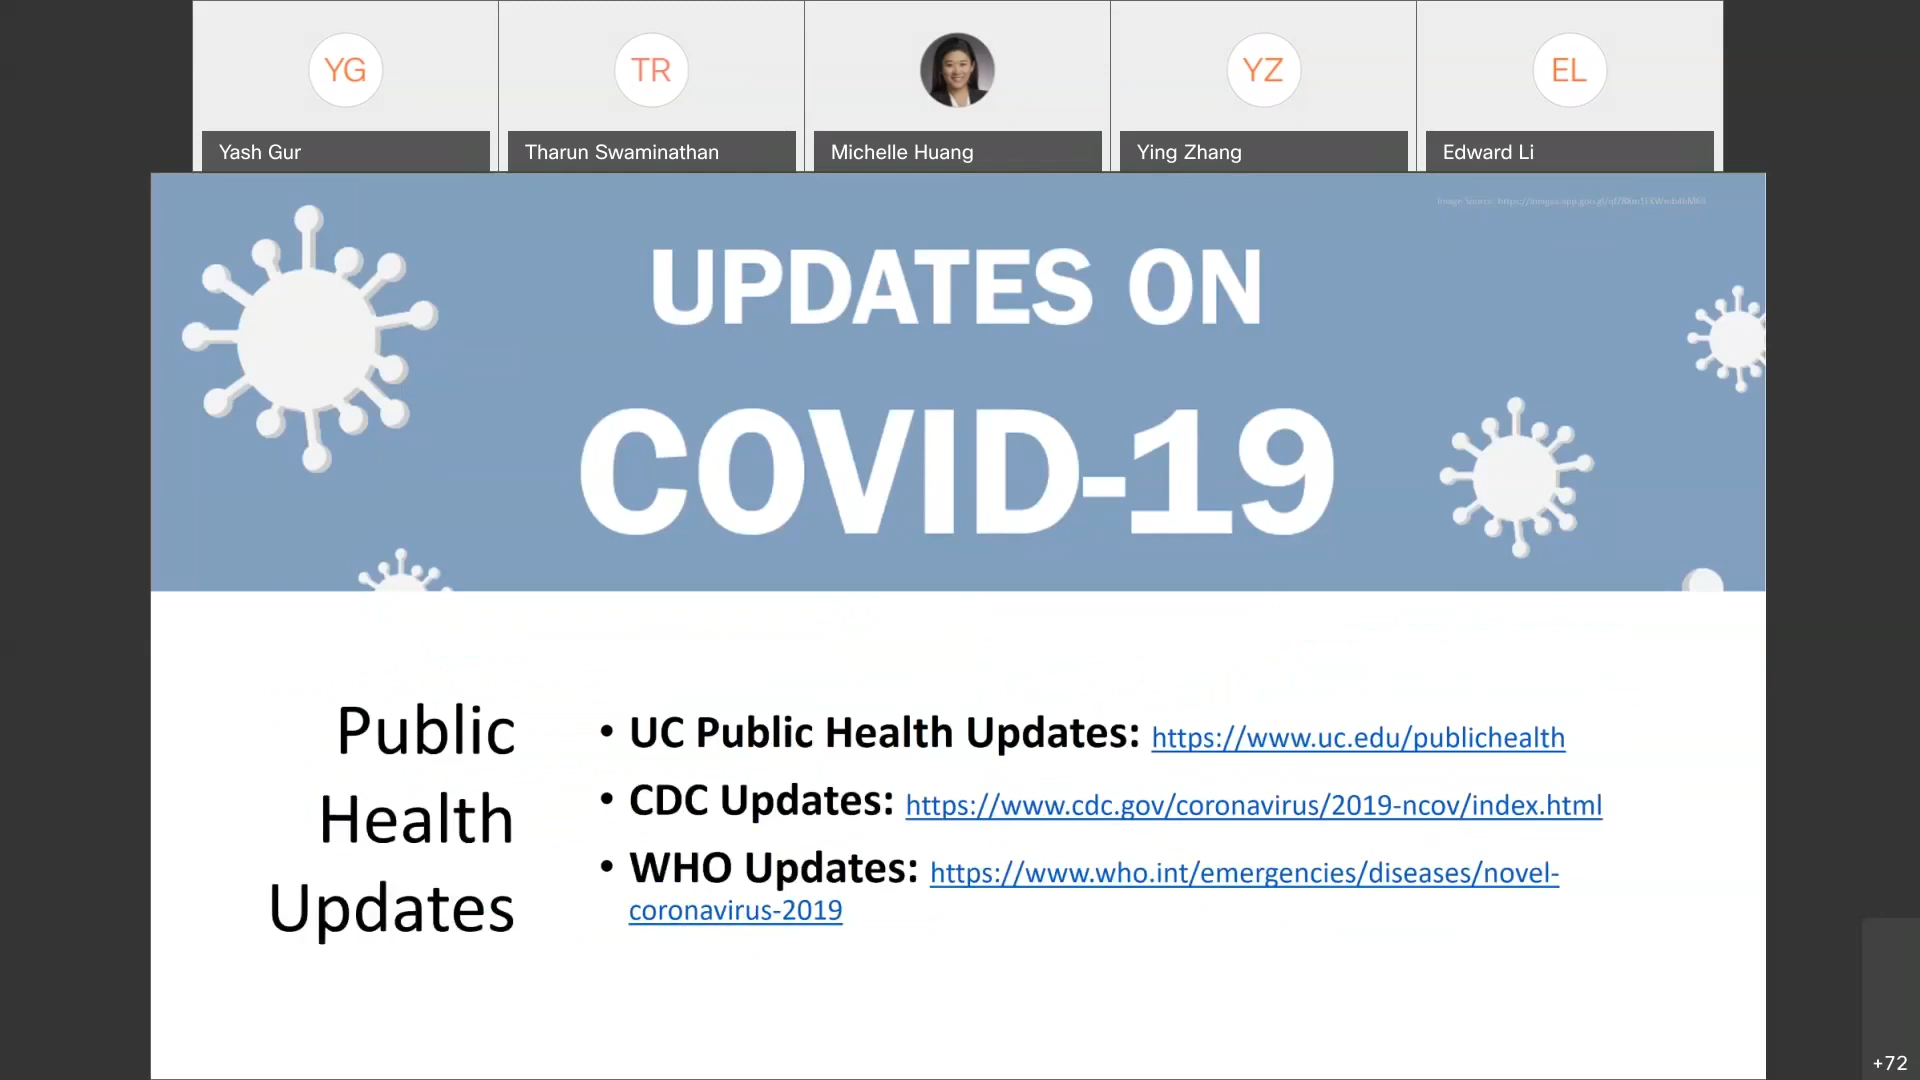 YG
TR
YZ
EL
Yash Gur
Tharun Swaminathan
Michelle Huang
Ying Zhang
Edward Li
Image Source:
UPDATES ON
COVID-19
Public
Health
Updates
• UC Public Health Updates: https://www.uc.edu/publichealth
• CDC Updates: https://www.cdc.gov/coronavirus/2019-ncov/index.html
• WHO Updates: https://www.who.int/emergencies/diseases/novel-
coronavirus-2019
+72